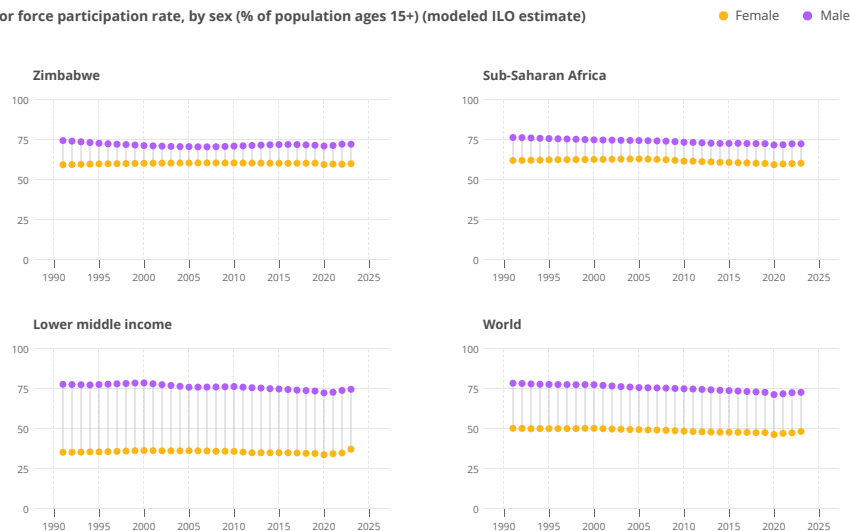 or force participation rate, by sex (% of population ages 15+) (modeled ILO estimate)
Female Male
Zimbabwe
100
75
50
25
0
1990 1995 2000 2005 2010 2015 2020 2025
Sub-Saharan Africa
100
75
50
25
0
1990 1995 2000 2005 2010 2015 2020 2025
Lower middle income
100
75
50
25
0
1990 1995 2000 2005 2010 2015 2020 2025
World
100
75
50
25
0
1990 1995 2000 2005 2010 2015 2020 2025